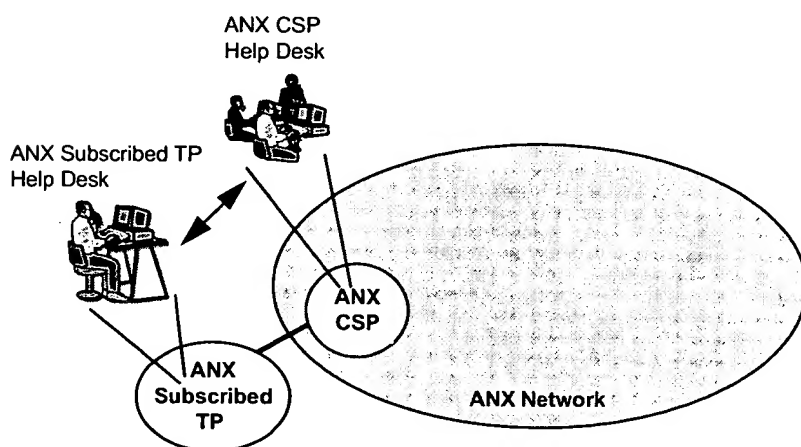 ANX CSP
Help Desk
ANX Subscribed TP
Help Desk
ANX
CSP
ANX
Subscribed
TP
ANX Network